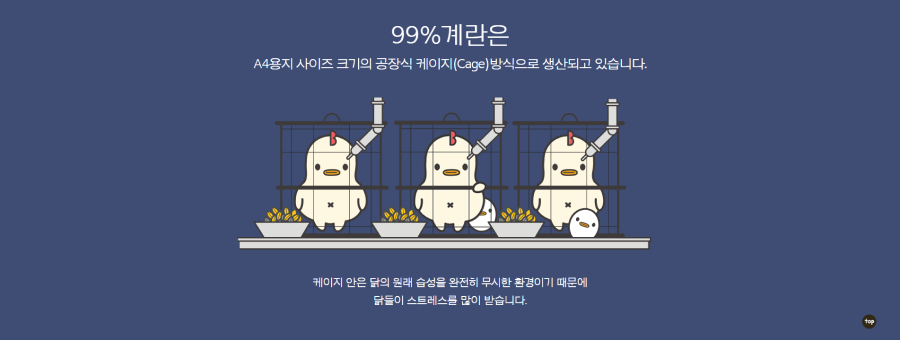 99%계란은
A4용지 사이즈 크기의 공장식 케이지(Cage)방식으로 생산되고 있습니다.
케이지 안은 닭의 원래 습성을 완전히 무시한 환경이기 때문에
닭들이 스트레스를 많이 받습니다.
top